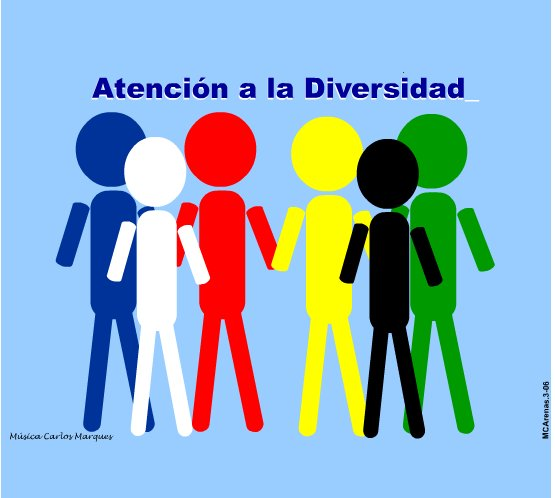 Atención a la Diversidad_
Música Carlos Marques
MCArenas.3-06